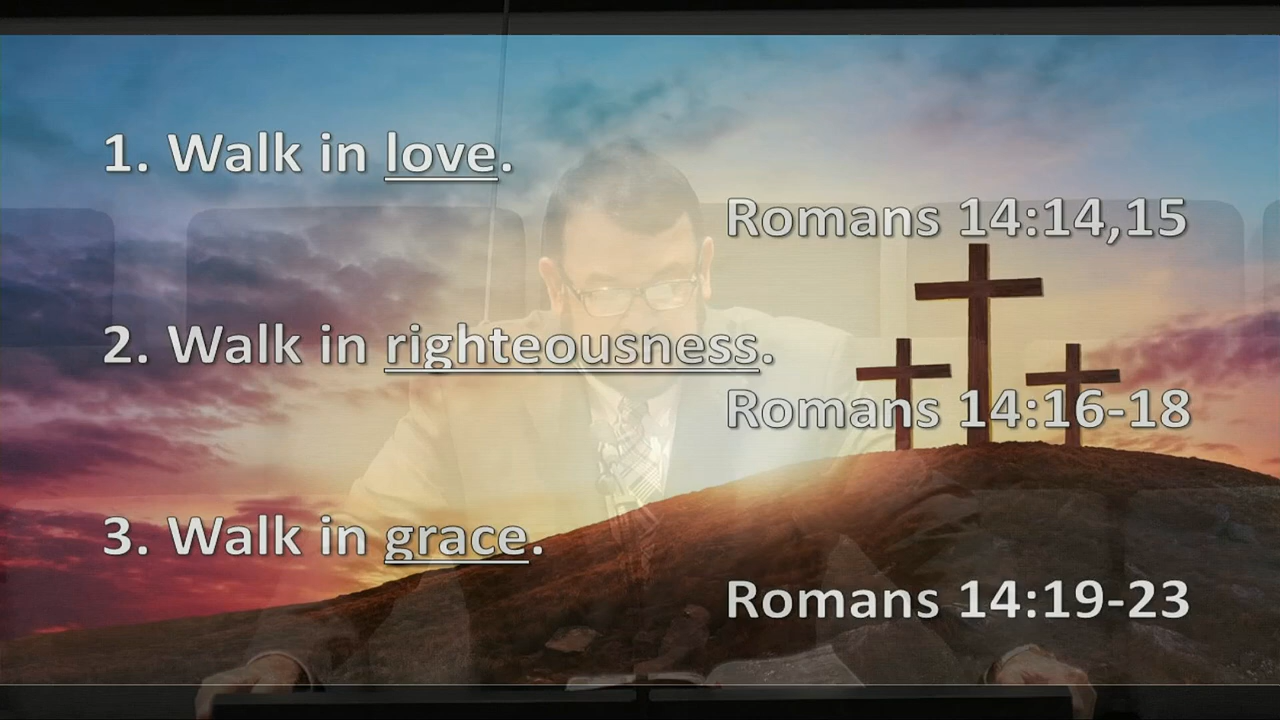 1. Walk in love.
Romans 14:14,15
2. Walk in righteousness.
Romans 14:16-18
3. Walk in grace.
Romans 14:19-23